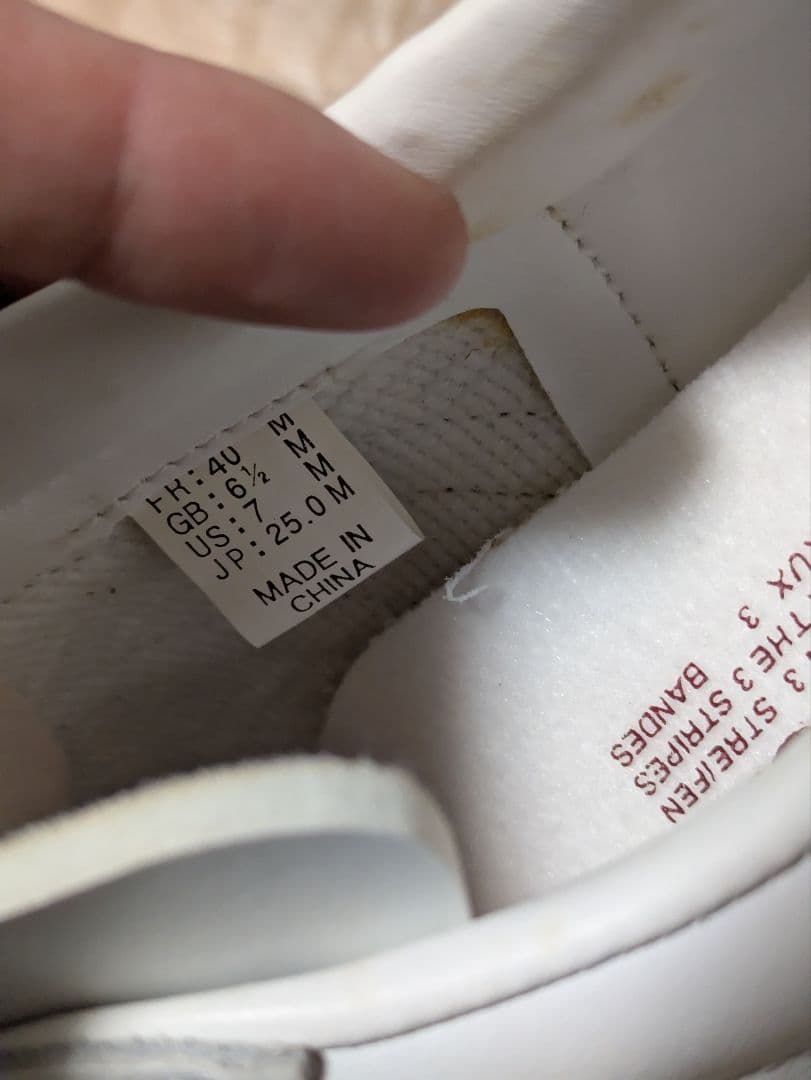 FR: 40 M
GB: 6½ M
US: 7 M
JP: 25.0 M
MADE IN
CHINA
3 STREIFEN
THE 3 STRIPES
3 BANDES